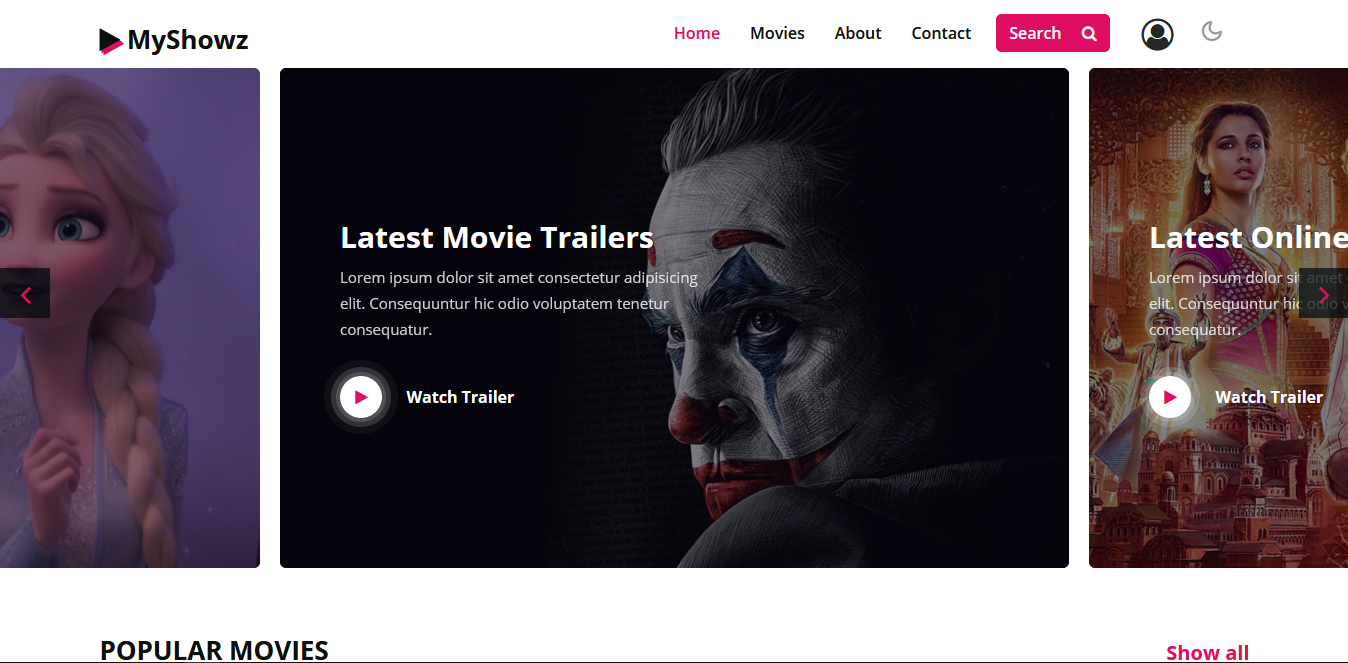 MyShowz
Home Movies About Contact Search
Latest Movie Trailers
Lorem ipsum dolor sit amet consectetur adipisicing
elit. Consequuntur hic odio voluptatem tenetur
consequatur.
Watch Trailer
Latest Online
Lorem ipsum dolor sit amet
elit. Consequuntur hic odio v
consequatur.
Watch Trailer
POPULAR MOVIES
Show all